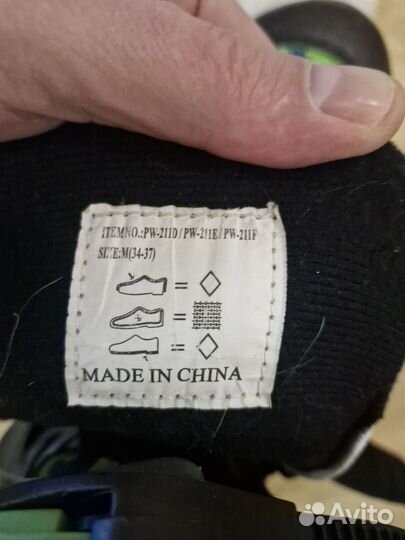 ITEMNO.:PW-211D/PW-211E/PW-211F
SIZE:M(34-37)
=
=
=
MADE IN CHINA
Avito